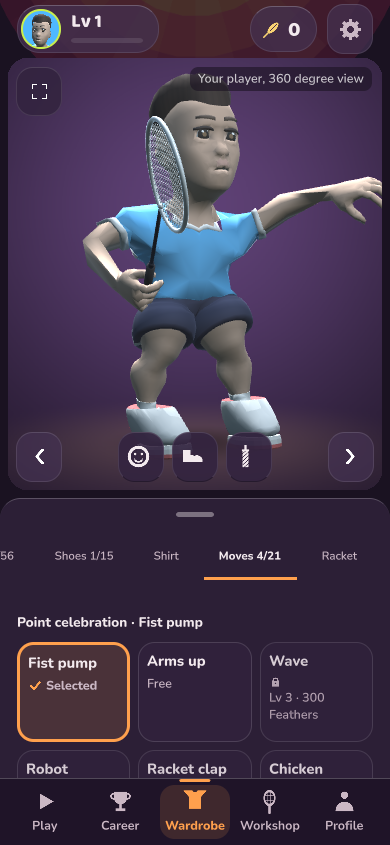 Lv 1
0
Your player, 360 degree view
/56
Shoes 1/15
Shirt
Moves 4/21
Racket
Point celebration · Fist pump
Fist pump
Selected
Arms up
Free
Wave
Lv 3 · 300
Feathers
Robot
Racket clap
Chicken
Play
Career
Wardrobe
Workshop
Profile